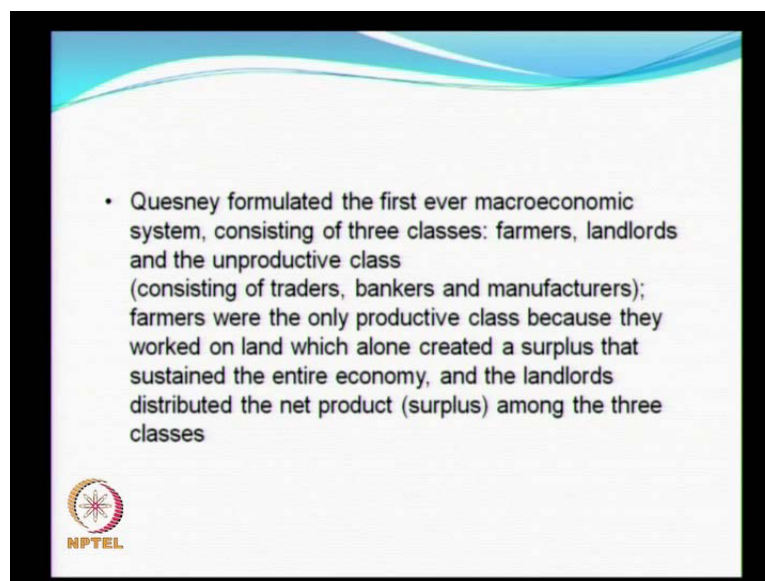 • Quesney formulated the first ever macroeconomic
system, consisting of three classes: farmers, landlords
and the unproductive class
(consisting of traders, bankers and manufacturers);
farmers were the only productive class because they
worked on land which alone created a surplus that
sustained the entire economy, and the landlords
distributed the net product (surplus) among the three
classes
NPTEL